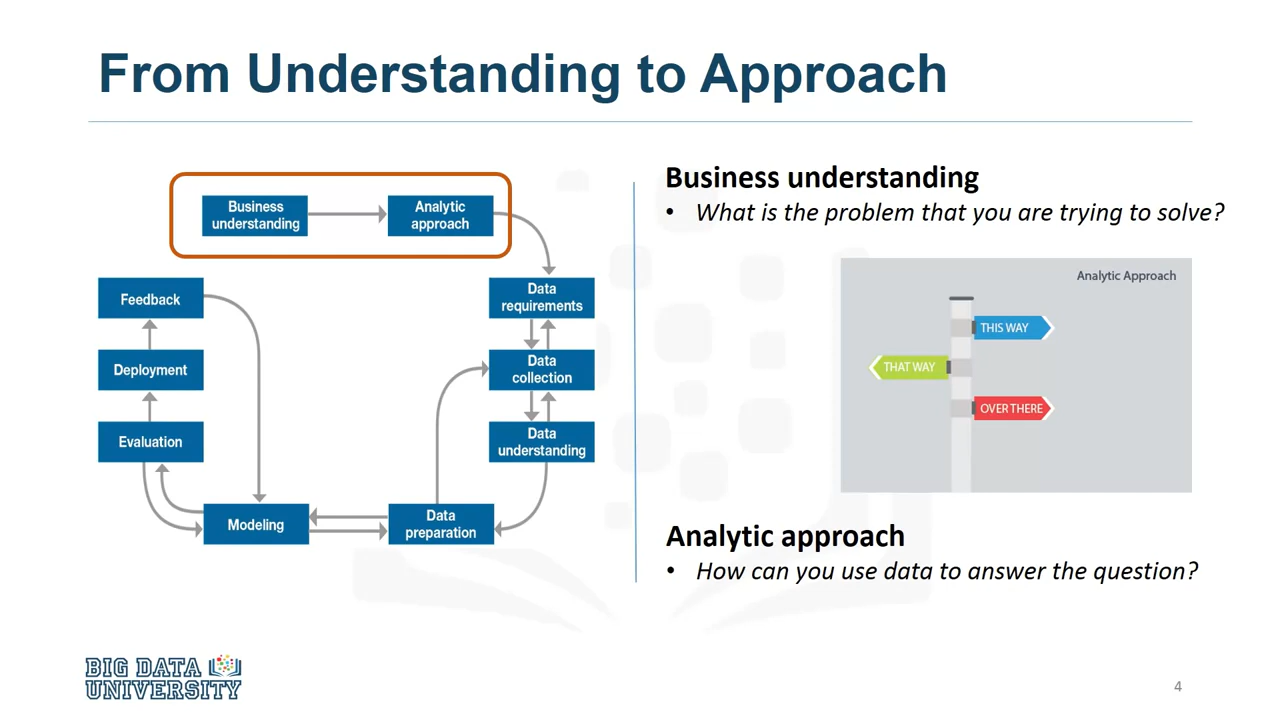 From Understanding to Approach
Business
understanding
Analytic
approach
Data
requirements
Data
collection
Data
understanding
Data
preparation
Modeling
Evaluation
Deployment
Feedback
Business understanding
• What is the problem that you are trying to solve?
Analytic Approach
THIS WAY
THAT WAY
OVER THERE
Analytic approach
• How can you use data to answer the question?
BIG DATA
UNIVERSITY
4